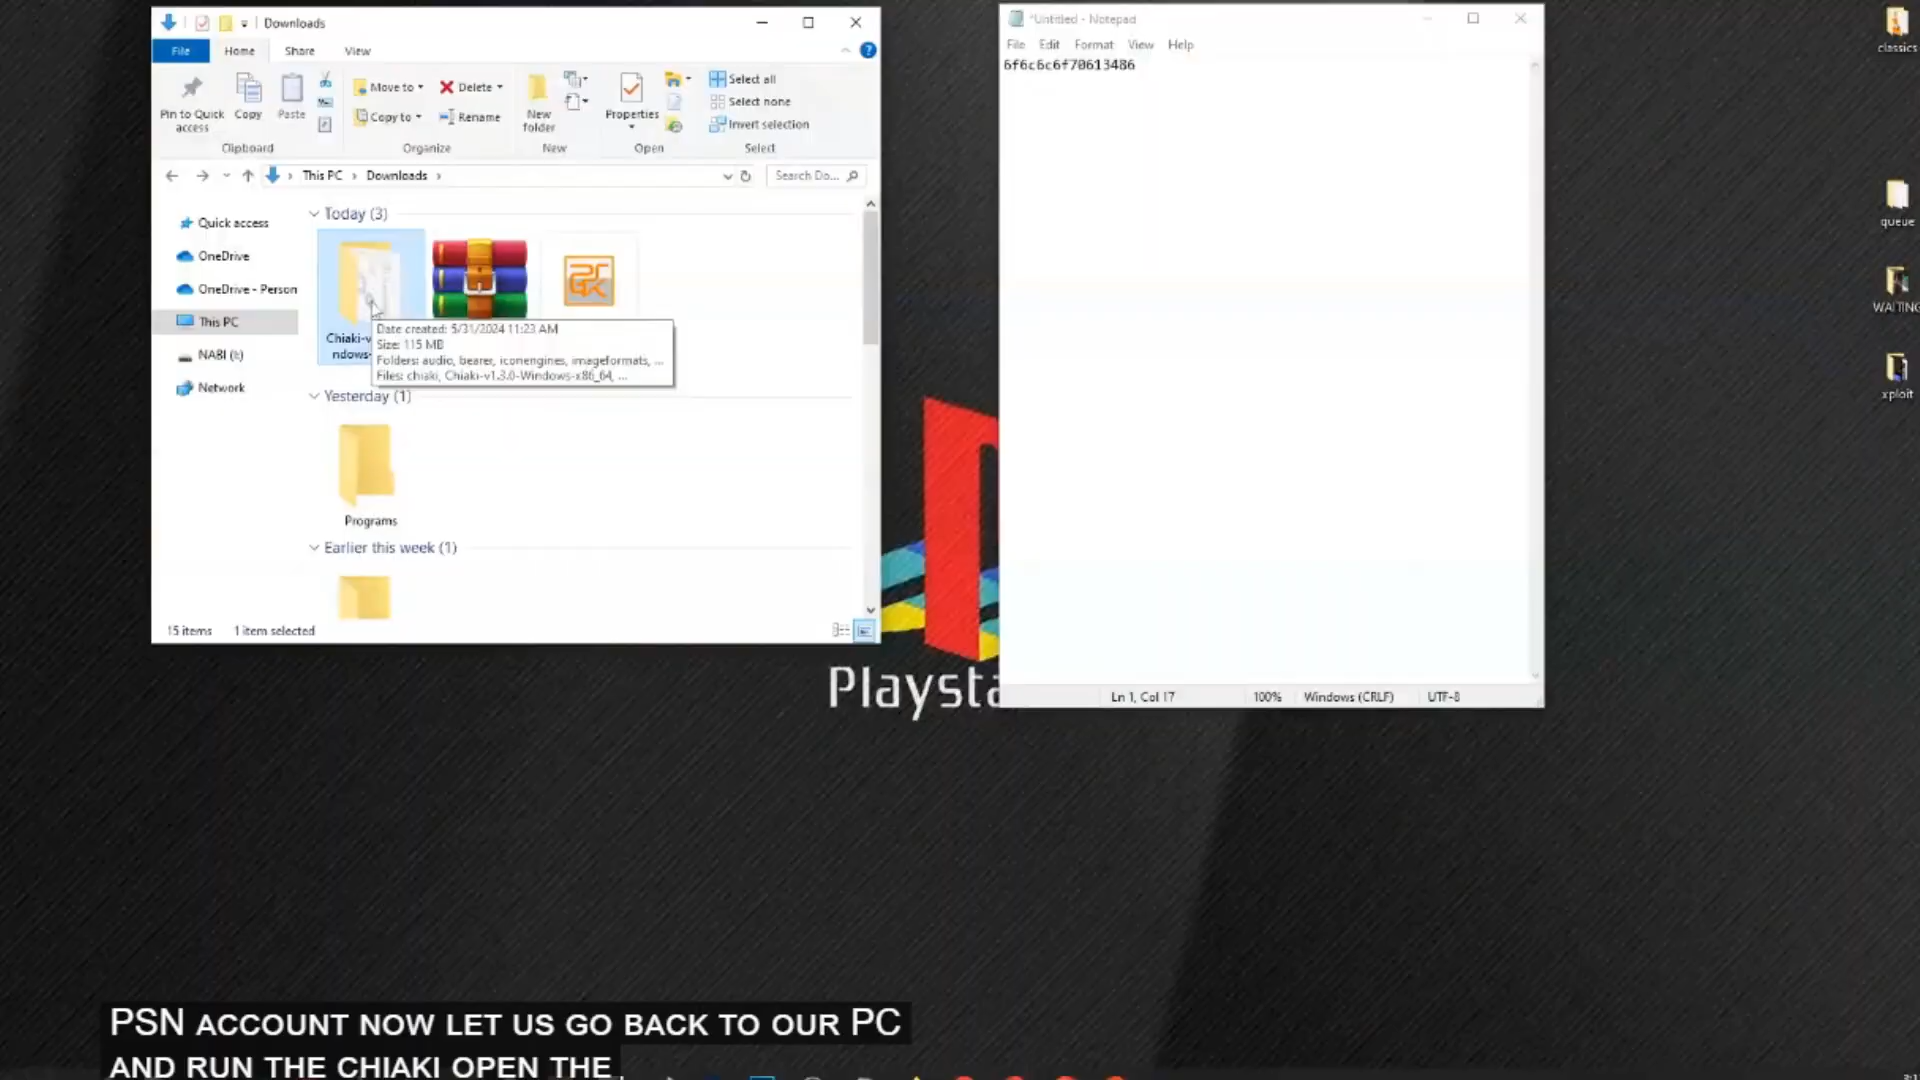 Downloads
File Home Share View
Pin to Quick access
Copy
Paste
Clipboard
Move to
Copy to
Delete
Rename
Organize
New folder
New
Properties
Open
Select all
Select none
Invert selection
Select
This PC > Downloads >
Search Do...
Quick access
OneDrive
OneDrive - Person
This PC
NABI (I:)
Network
Today (3)
Chiaki-v
ndows-
Date created: 5/31/2024 11:23 AM
Size: 115 MB
Folders: audio, bearer, iconengines, imageformats, ...
Files: chiaki, Chiaki-v1.3.0-Windows-x86_64, ...
Yesterday (1)
Programs
Earlier this week (1)
15 items 1 item selected
*Untitled - Notepad
File Edit Format View Help
6f6c6c6f70613486
Ln 1, Col 17 100% Windows (CRLF) UTF-8
classics
queue
WAITING
xploit
Playsta
PSN ACCOUNT NOW LET US GO BACK TO OUR PC
AND RUN THE CHIAKI OPEN THE